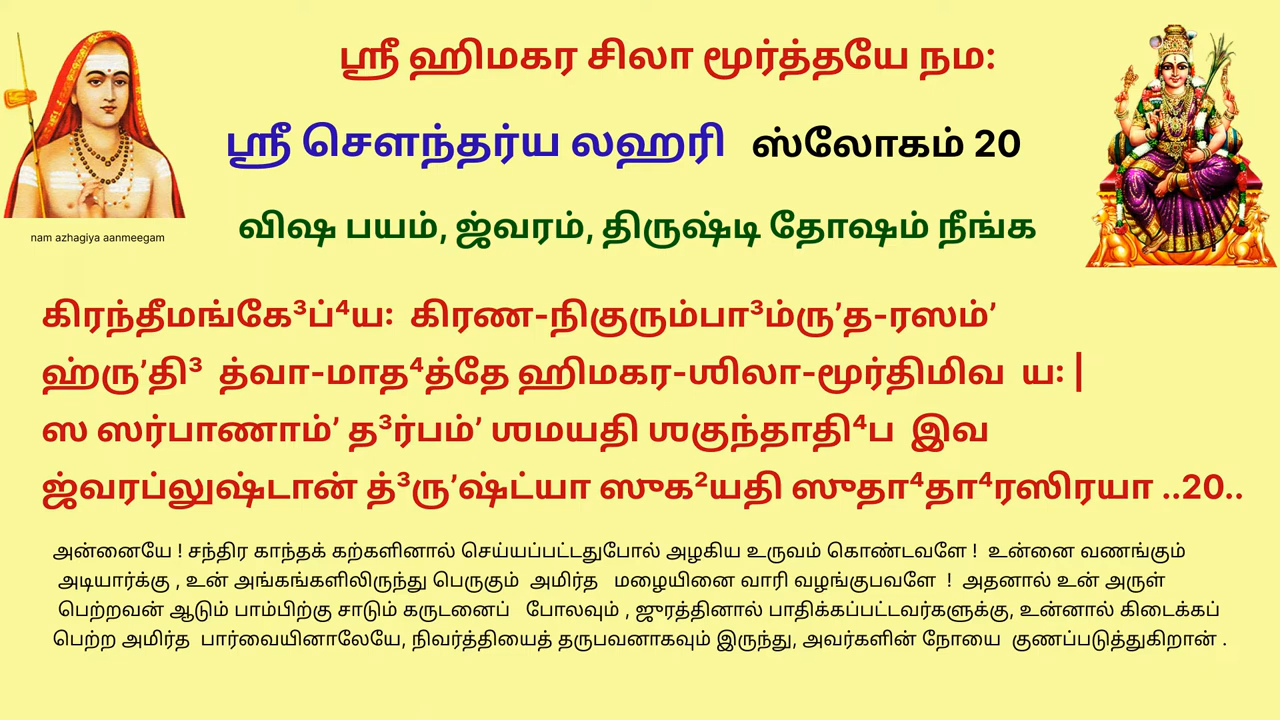 ஸ்ரீ ஹிமகர சிலா மூர்த்தயே நம:
ஸ்ரீ சௌந்தர்ய லஹரி ஸ்லோகம் 20
விஷ பயம், ஜ்வரம், திருஷ்டி தோஷம் நீங்க
nam azhagiya aanmeegam
கிரந்தீமங்கே³ப்⁴ய꞉ கிரண-நிகுரும்பா³ம்ரு’த-ரஸம்’
ஹ்ரு’தி³ த்வா-மாத⁴த்தே ஹிமகர-ஶிலா-மூர்திமிவ ய꞉ |
ஸ ஸர்பாணாம்’ த³ர்பம்’ ஶமயதி ஶகுந்தாதி⁴ப இவ
ஜ்வரப்லுஷ்டான் த்³ரு’ஷ்ட்யா ஸுக²யதி ஸுதா⁴தா⁴ரஸிரயா ..20..
அன்னையே ! சந்திர காந்தக் கற்களினால் செய்யப்பட்டதுபோல் அழகிய உருவம் கொண்டவளே ! உன்னை வணங்கும்
அடியார்க்கு , உன் அங்கங்களிலிருந்து பெருகும் அமிர்த மழையினை வாரி வழங்குபவளே ! அதனால் உன் அருள்
பெற்றவன் ஆடும் பாம்பிற்கு சாடும் கருடனைப் போலவும் , ஜுரத்தினால் பாதிக்கப்பட்டவர்களுக்கு, உன்னால் கிடைக்கப்
பெற்ற அமிர்த பார்வையினாலேயே, நிவர்த்தியைத் தருபவனாகவும் இருந்து, அவர்களின் நோயை குணப்படுத்துகிறான் .